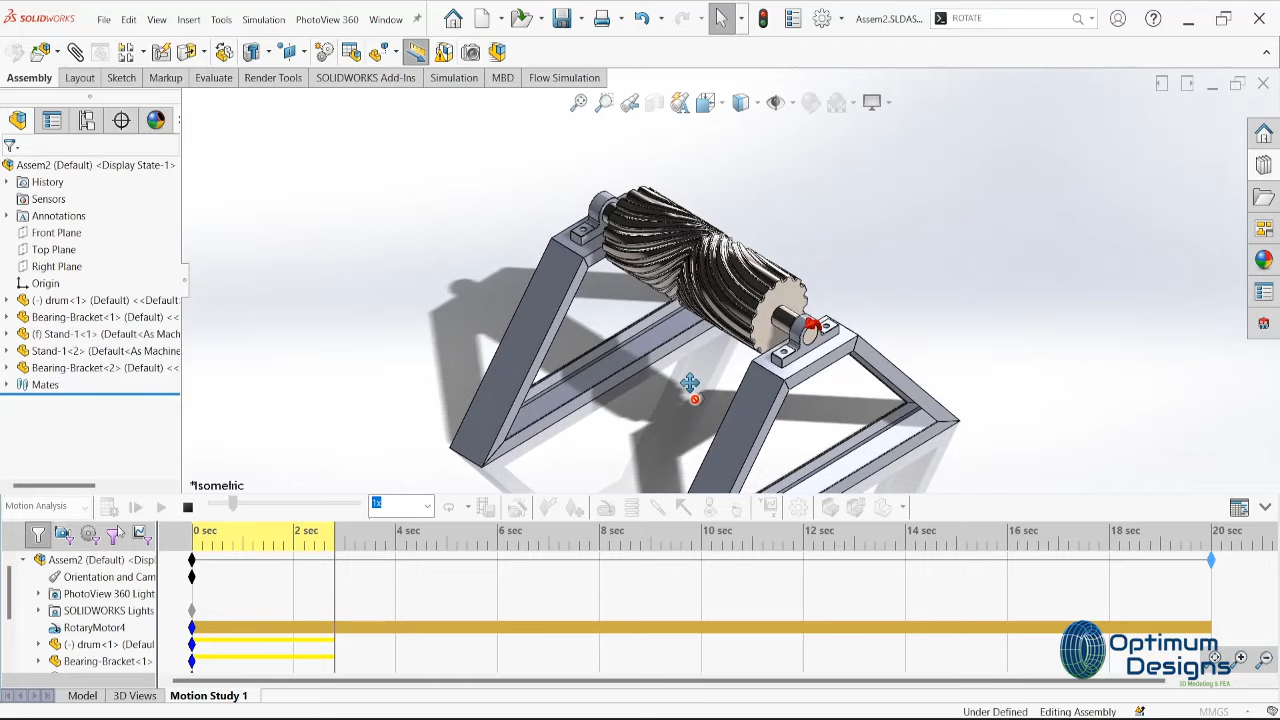 SOLIDWORKS File Edit View Insert Tools Simulation PhotoView 360 Window Assem2.SLDAS... ROTATE
Assembly Layout Sketch Markup Evaluate Render Tools SOLIDWORKS Add-Ins Simulation MBD Flow Simulation
Assem2 (Default) <Display State-1>
History
Sensors
Annotations
Front Plane
Top Plane
Right Plane
Origin
(-) drum<1> (Default) <<Default
Bearing-Bracket<1> (Default) <<
(f) Stand-1<1> (Default<As Mach
Stand-1<2> (Default<As Machine
Bearing-Bracket<2> (Default) <<
Mates
*Isometric
Motion Analysis 1x
0 sec 2 sec 4 sec 6 sec 8 sec 10 sec 12 sec 14 sec 16 sec 18 sec 20 sec
Assem2 (Default) <Displ
Orientation and Cam
PhotoView 360 Light
SOLIDWORKS Lights
RotaryMotor4
(-) drum<1> (Defaul
Bearing-Bracket<1>
Optimum
Designs
3D Modeling & FEA
Model 3D Views Motion Study 1
Under Defined Editing Assembly MMGS